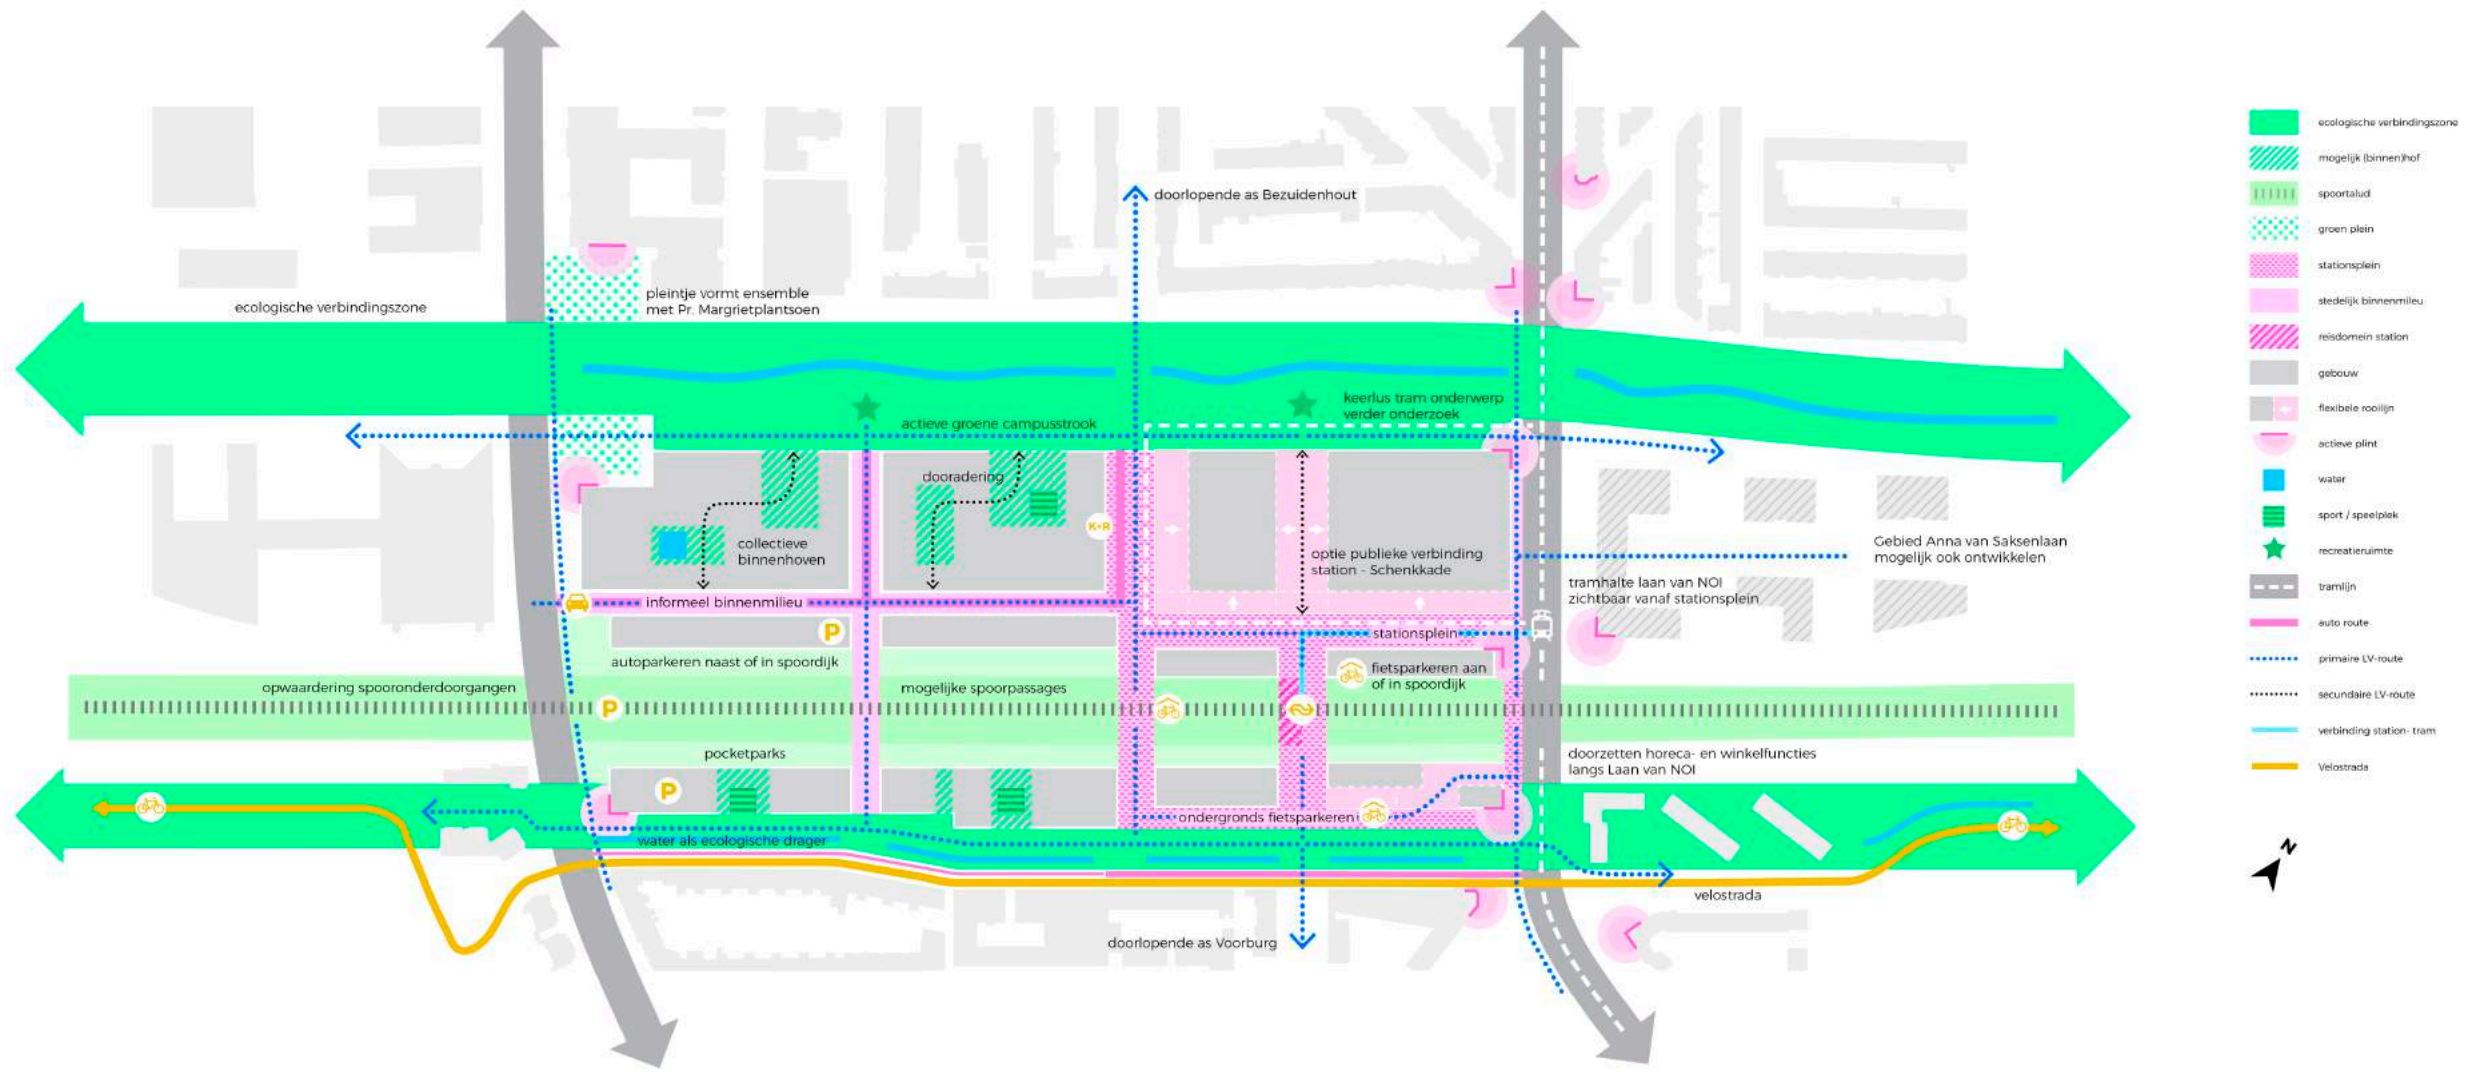 doorlopende as Bezuidenhout
pleintje vormt ensemble
met Pr. Margrietplantsoen
ecologische verbindingszone
keerlus tram onderwerp
verder onderzoek
actieve groene campusstrook
dooradering
K+R
collectieve
binnenhoven
optie publieke verbinding
station - Schenkkade
Gebied Anna van Saksenlaan
mogelijk ook ontwikkelen
tramhalte laan van NOI
zichtbaar vanaf stationsplein
informeel binnenmilieu
P
stationsplein
autoparkeren naast of in spoordijk
fietsparkeren aan
of in spoordijk
opwaardering spooronderdoorgangen
mogelijke spoorpassages
P
pocketparks
doorzetten horeca- en winkelfuncties
langs Laan van NOI
P
ondergronds fietsparkeren
water als ecologische drager
velostrada
doorlopende as Voorburg
ecologische verbindingszone
mogelijk (binnen)hof
spoortalud
groen plein
stationsplein
stedelijk binnenmileu
reisdomein station
gebouw
flexibele rooilijn
actieve plint
water
sport / speelplek
recreatieruimte
tramlijn
auto route
primaire LV-route
secundaire LV-route
verbinding station- tram
Velostrada
N